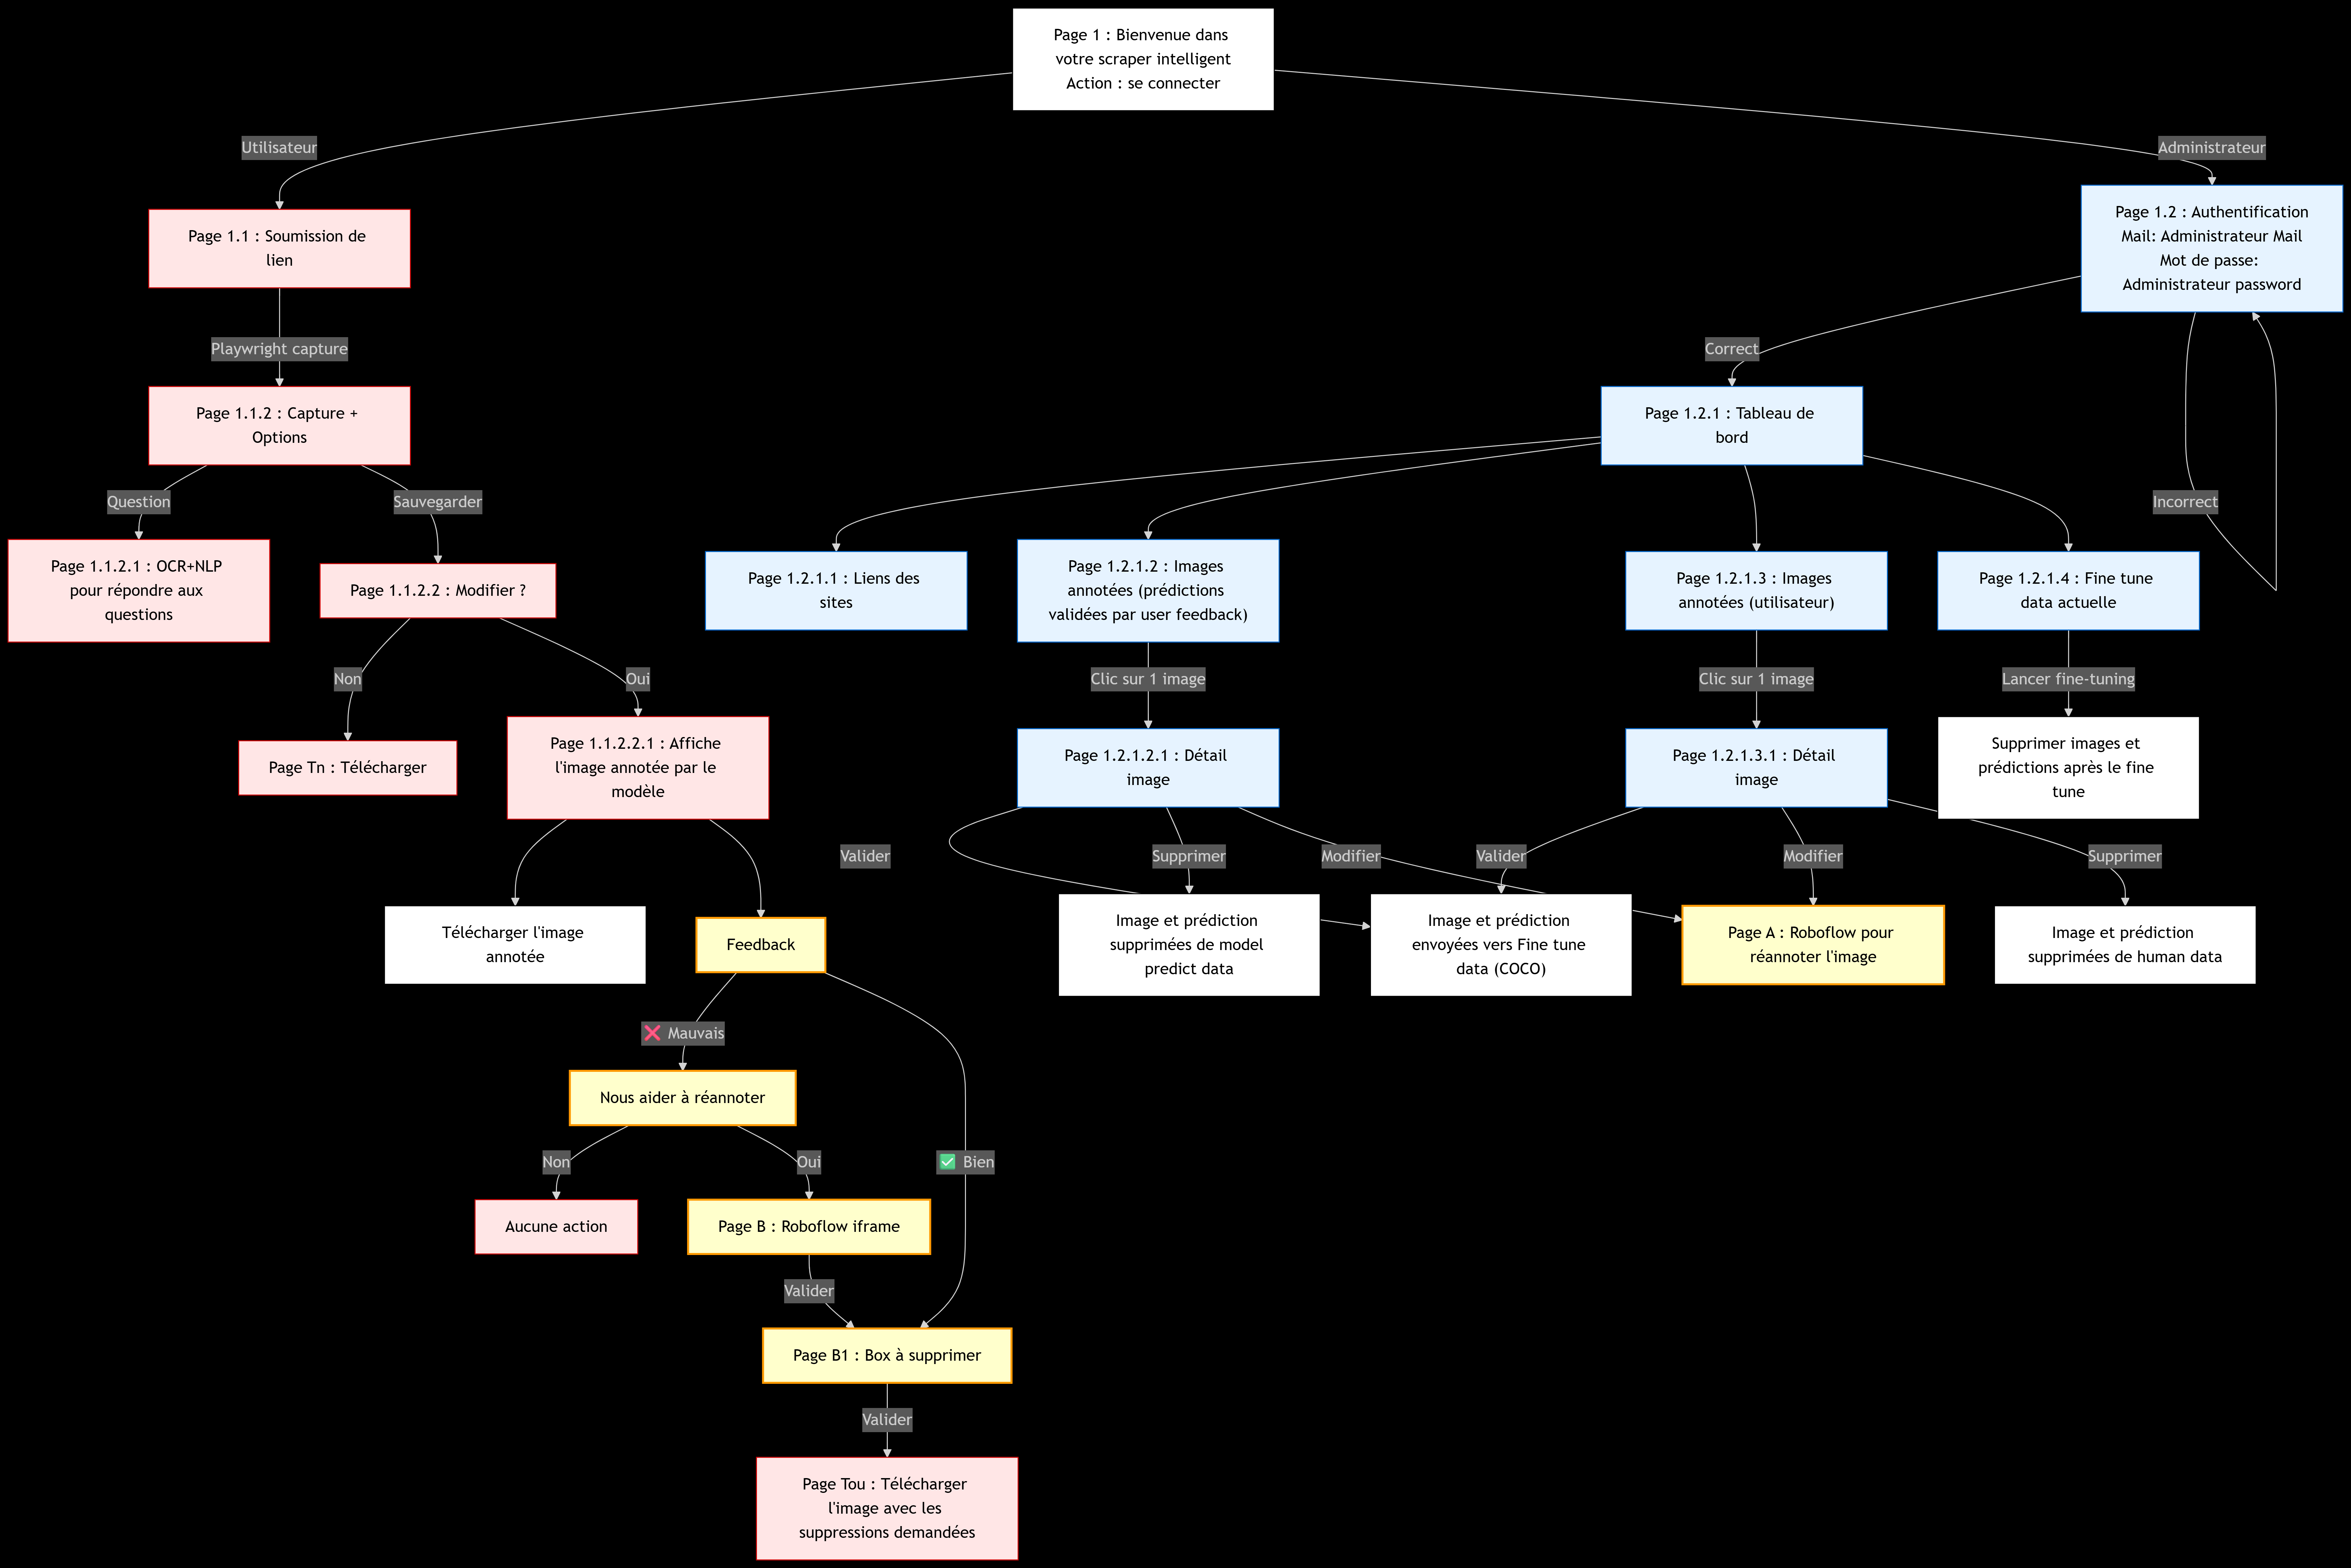 Page 1 : Bienvenue dans
votre scraper intelligent
Action : se connecter
Utilisateur
Administrateur
Page 1.1 : Soumission de
lien
Page 1.2 : Authentification
Mail: Administrateur Mail
Mot de passe:
Administrateur password
Playwright capture
Correct
Page 1.1.2 : Capture +
Options
Page 1.2.1 : Tableau de
bord
Question
Sauvegarder
Incorrect
Page 1.1.2.1 : OCR+NLP
pour répondre aux
questions
Page 1.1.2.2 : Modifier ?
Page 1.2.1.1 : Liens des
sites
Page 1.2.1.2 : Images
annotées (prédictions
validées par user feedback)
Page 1.2.1.3 : Images
annotées (utilisateur)
Page 1.2.1.4 : Fine tune
data actuelle
Non
Oui
Clic sur 1 image
Clic sur 1 image
Lancer fine-tuning
Page Tn : Télécharger
Page 1.1.2.2.1 : Affiche
l'image annotée par le
modèle
Page 1.2.1.2.1 : Détail
image
Page 1.2.1.3.1 : Détail
image
Supprimer images et
prédictions après le fine
tune
Valider
Supprimer
Modifier
Valider
Modifier
Supprimer
Télécharger l'image
annotée
Feedback
Image et prédiction
supprimées de model
predict data
Image et prédiction
envoyées vers Fine tune
data (COCO)
Page A : Roboflow pour
réannoter l'image
Image et prédiction
supprimées de human data
❌ Mauvais
Nous aider à réannoter
Non
Oui
✅ Bien
Aucune action
Page B : Roboflow iframe
Valider
Page B1 : Box à supprimer
Valider
Page Tou : Télécharger
l'image avec les
suppressions demandées